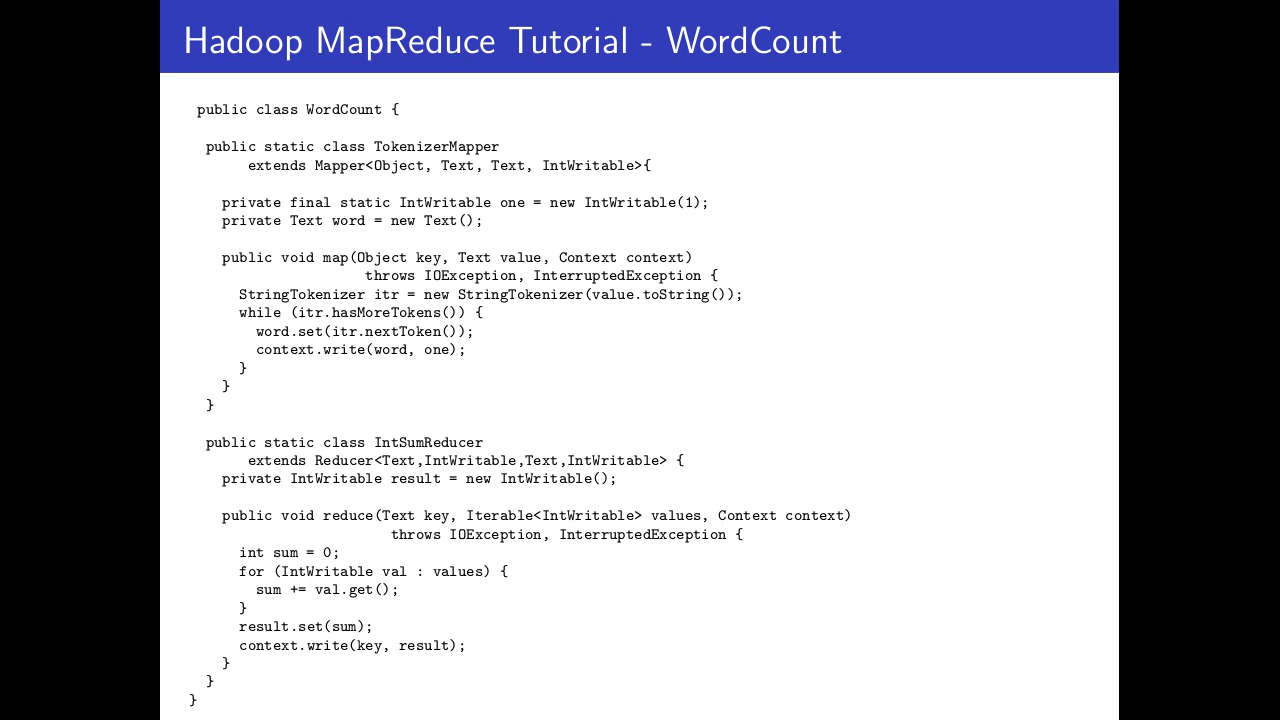 Hadoop MapReduce Tutorial - WordCount
public class WordCount {
public static class TokenizerMapper
extends Mapper<Object, Text, Text, IntWritable>{
private final static IntWritable one = new IntWritable(1);
private Text word = new Text();
public void map(Object key, Text value, Context context)
throws IOException, InterruptedException {
StringTokenizer itr = new StringTokenizer(value.toString());
while (itr.hasMoreTokens()) {
word.set(itr.nextToken());
context.write(word, one);
}
}
}
public static class IntSumReducer
extends Reducer<Text,IntWritable,Text,IntWritable> {
private IntWritable result = new IntWritable();
public void reduce(Text key, Iterable<IntWritable> values, Context context)
throws IOException, InterruptedException {
int sum = 0;
for (IntWritable val : values) {
sum += val.get();
}
result.set(sum);
context.write(key, result);
}
}
}